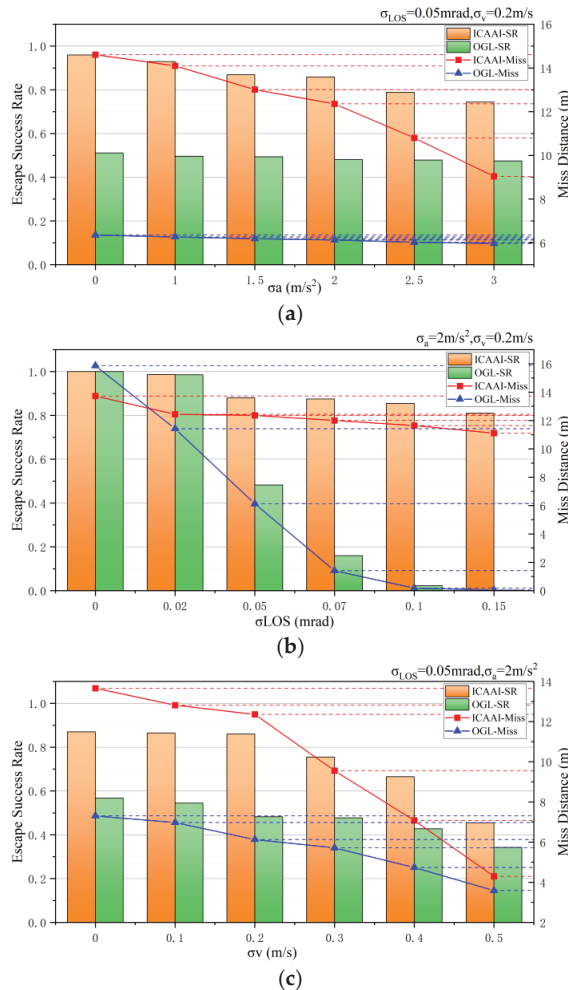 σLOS=0.05mrad,σv=0.2m/s
ICAAI-SR
OGL-SR
ICAAI-Miss
OGL-Miss
Escape Success Rate
1.0
0.8
0.6
0.4
0.2
0.0
16
14
12
10
8
6
Miss Distance (m)
0 1 1.5 2 2.5 3
σa (m/s²)
(a)
σa=2m/s²,σv=0.2m/s
ICAAI-SR
OGL-SR
ICAAI-Miss
OGL-Miss
Escape Success Rate
1.0
0.8
0.6
0.4
0.2
0.0
16
14
12
10
8
6
4
2
0
Miss Distance (m)
0 0.02 0.05 0.07 0.1 0.15
σLOS (mrad)
(b)
σLOS=0.05mrad,σa=2m/s²
ICAAI-SR
OGL-SR
ICAAI-Miss
OGL-Miss
Escape Success Rate
1.0
0.8
0.6
0.4
0.2
0.0
14
12
10
8
6
4
2
Miss Distance (m)
0 0.1 0.2 0.3 0.4 0.5
σv (m/s)
(c)